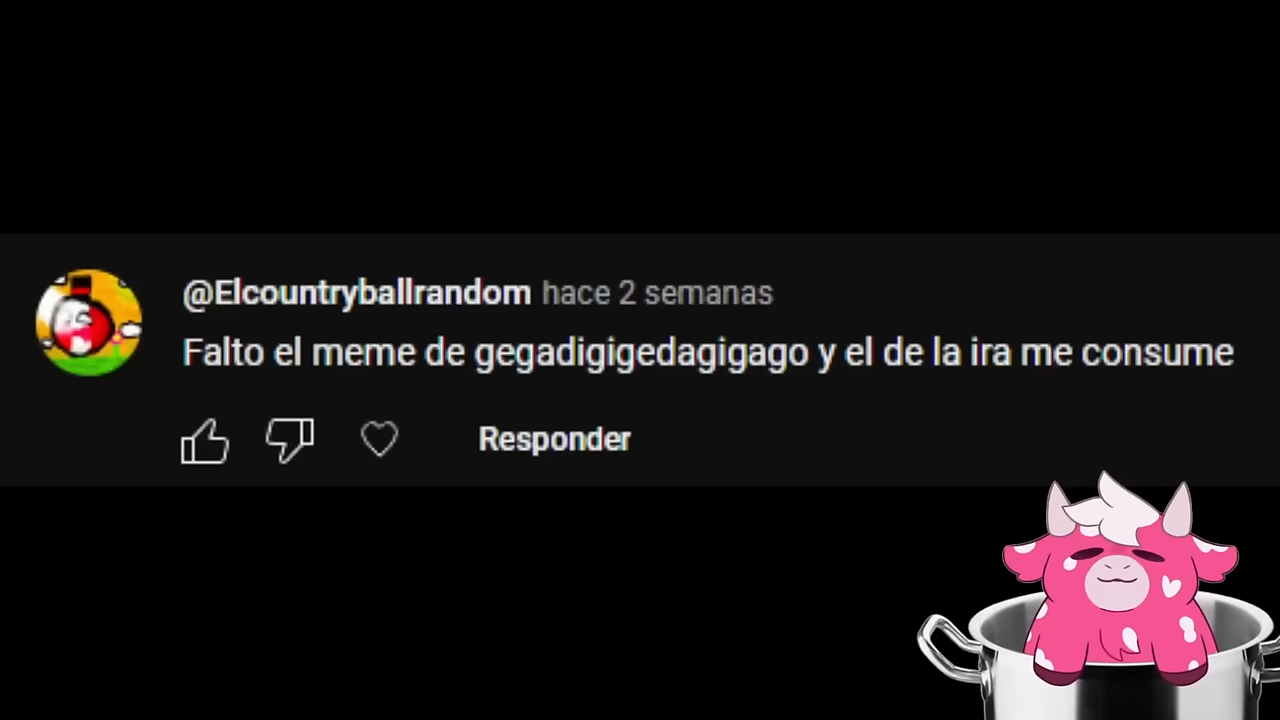 @Elcountryballrandom hace 2 semanas
Falto el meme de gegadigigedagigago y el de la ira me consume
Responder